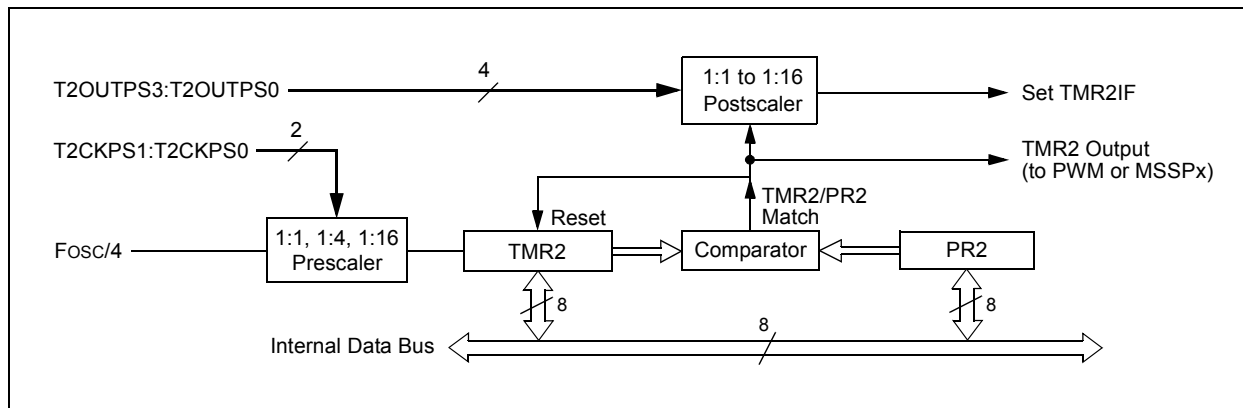 T2OUTPS3:T2OUTPS0
4
1:1 to 1:16
Postscaler
Set TMR2IF
T2CKPS1:T2CKPS0
2
TMR2 Output
(to PWM or MSSPx)
TMR2/PR2
Match
Reset
FOSC/4
1:1, 1:4, 1:16
Prescaler
TMR2
Comparator
PR2
8
8
8
Internal Data Bus